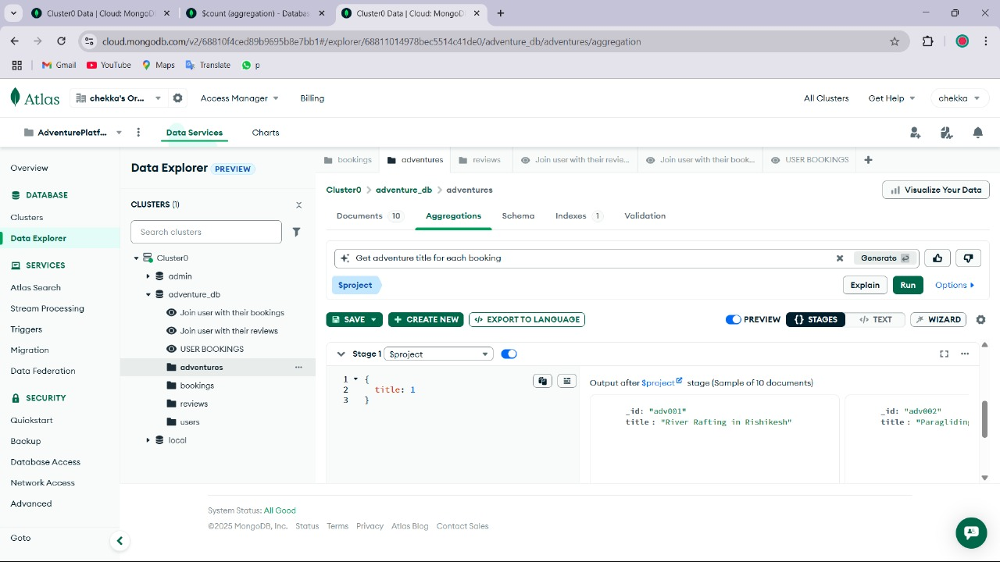 Cluster0 Data | Cloud: MongoD
$count (aggregation) - Databas
Cluster0 Data | Cloud: MongoD
cloud.mongodb.com/v2/68810f4ced89b9695b8e7bb1#/explorer/68811014978bec5514c41de0/adventure_db/adventures/aggregation
Gmail
YouTube
Maps
Translate
p
Atlas
chekka's Or...
Access Manager
Billing
All Clusters
Get Help
chekka
AdventurePlatf...
Data Services
Charts
Overview
DATABASE
Clusters
Data Explorer
SERVICES
Atlas Search
Stream Processing
Triggers
Migration
Data Federation
SECURITY
Quickstart
Backup
Database Access
Network Access
Advanced
Goto
Data Explorer PREVIEW
CLUSTERS (1)
Search clusters
Cluster0
admin
adventure_db
Join user with their bookings
Join user with their reviews
USER BOOKINGS
adventures
bookings
reviews
users
local
bookings
adventures
reviews
Join user with their revie...
Join user with their book...
USER BOOKINGS
Cluster0 > adventure_db > adventures
Visualize Your Data
Documents 10
Aggregations
Schema
Indexes 1
Validation
Get adventure title for each booking
Generate
$project
Explain
Run
Options
SAVE
+ CREATE NEW
</> EXPORT TO LANGUAGE
PREVIEW
{} STAGES
</> TEXT
WIZARD
Stage 1 $project
1 {
2 title: 1
3 }
Output after $project stage (Sample of 10 documents)
_id: "adv001"
title : "River Rafting in Rishikesh"
_id: "adv002"
title : "Paragliding
System Status: All Good
©2025 MongoDB, Inc. Status Terms Privacy Atlas Blog Contact Sales